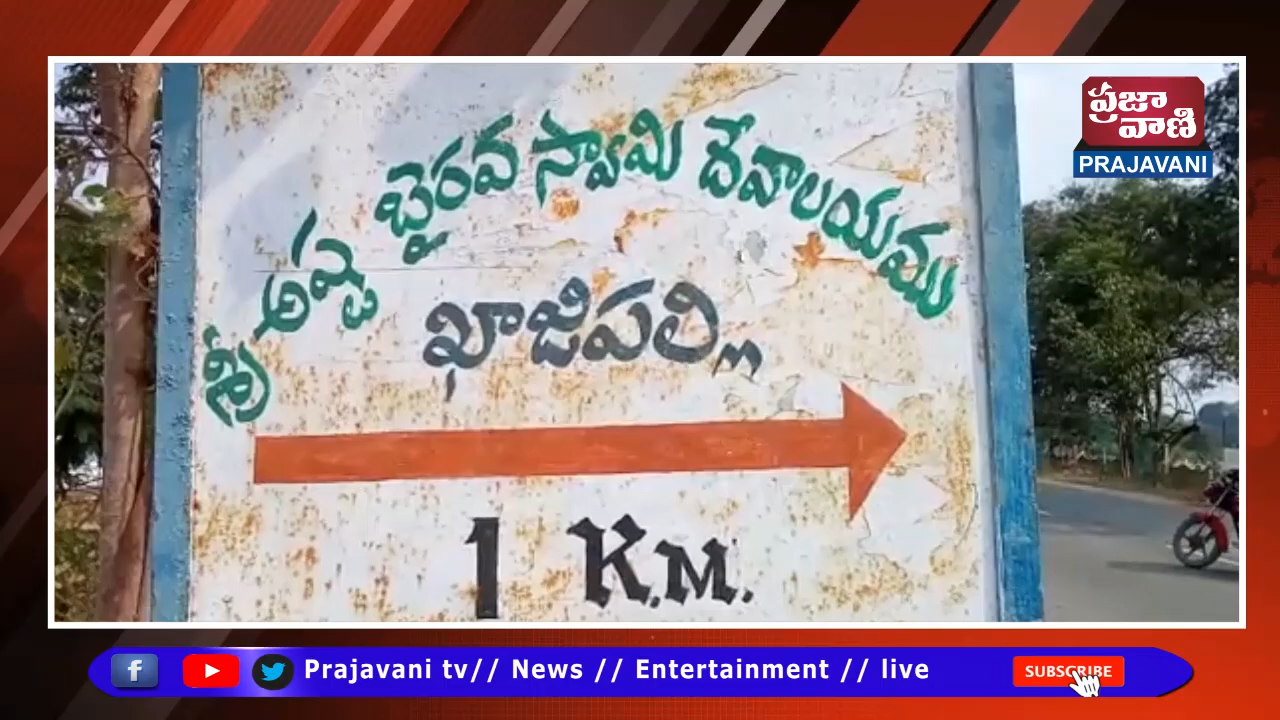 శ్రీ అష్ట బైరవ స్వామి దేవాలయము
ఖాజిపల్లి
1 K.M.
ప్రజా
వాణి
PRAJAVANI
Prajavani tv// News // Entertainment // live
SUBSCRIBE